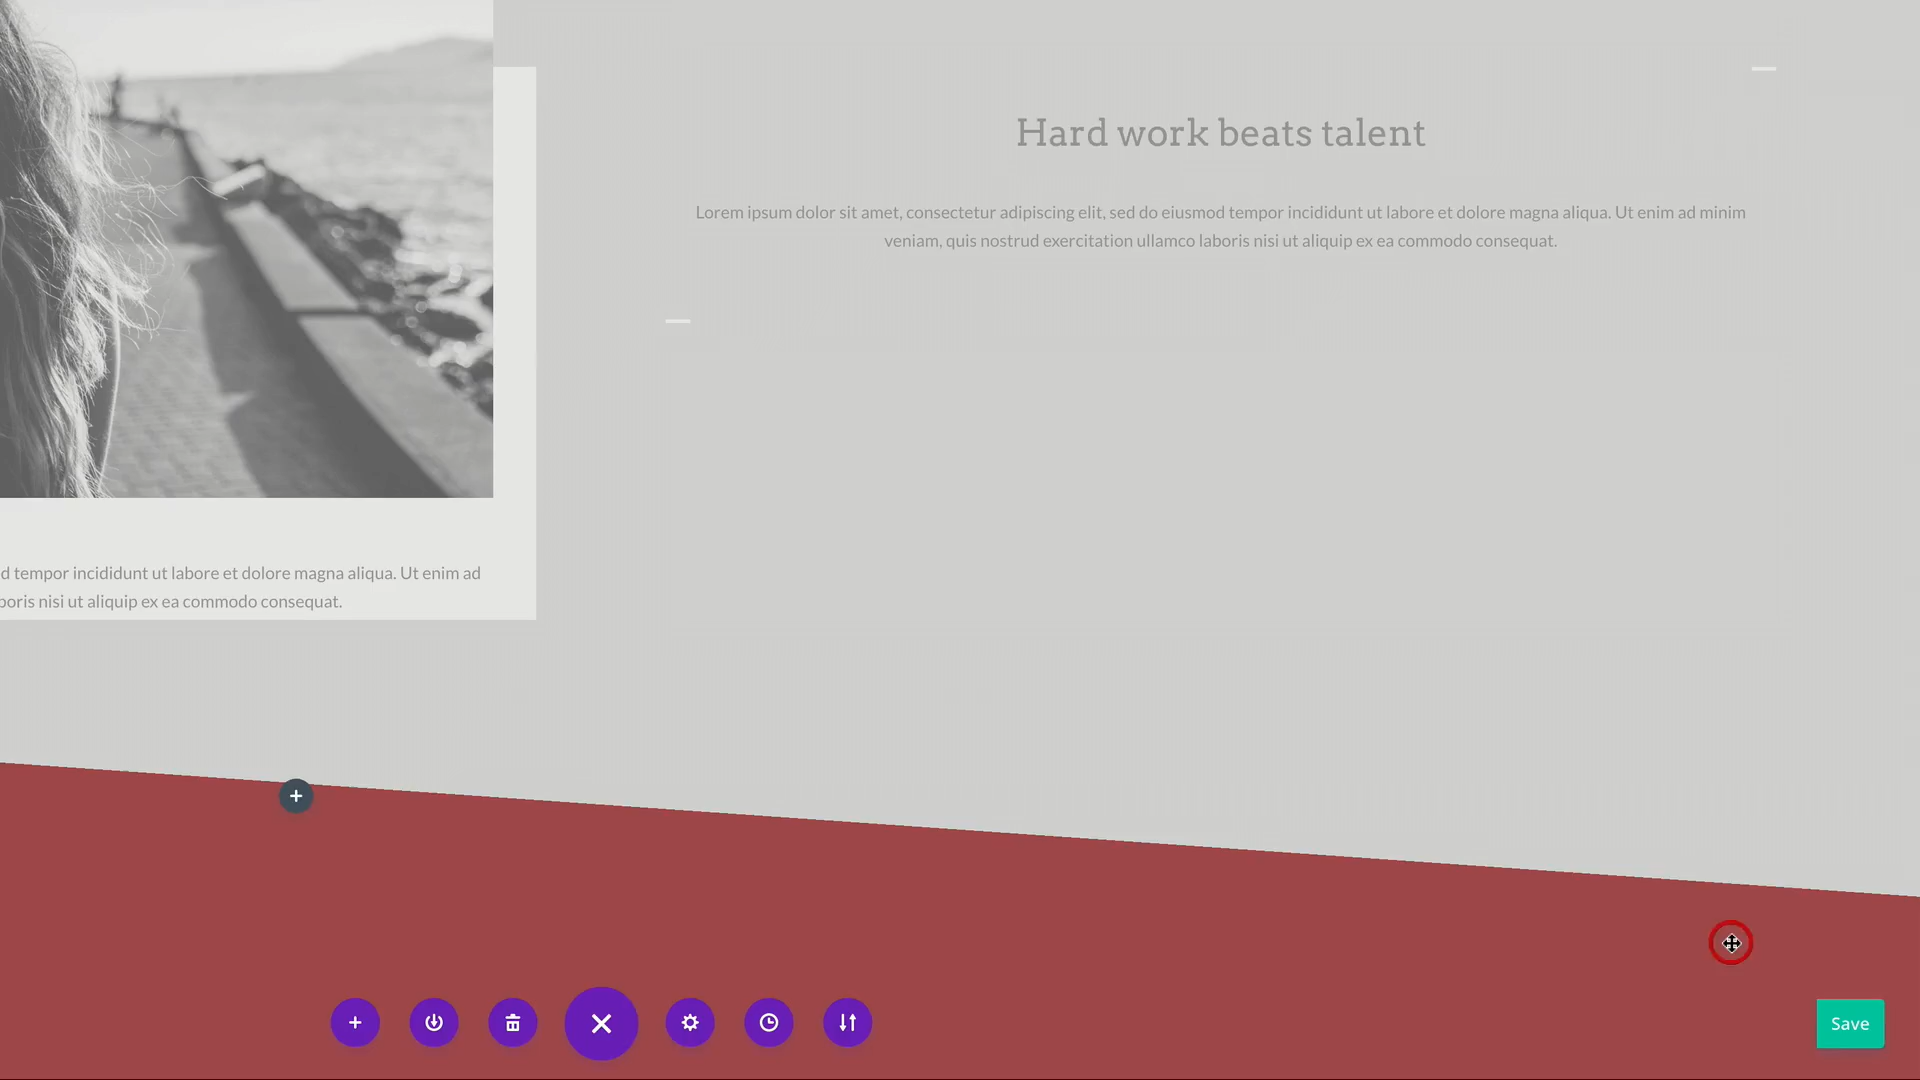 Hard work beats talent
Lorem ipsum dolor sit amet, consectetur adipiscing elit, sed do eiusmod tempor incididunt ut labore et dolore magna aliqua. Ut enim ad minim
veniam, quis nostrud exercitation ullamco laboris nisi ut aliquip ex ea commodo consequat.
d tempor incididunt ut labore et dolore magna aliqua. Ut enim ad
boris nisi ut aliquip ex ea commodo consequat.
Save